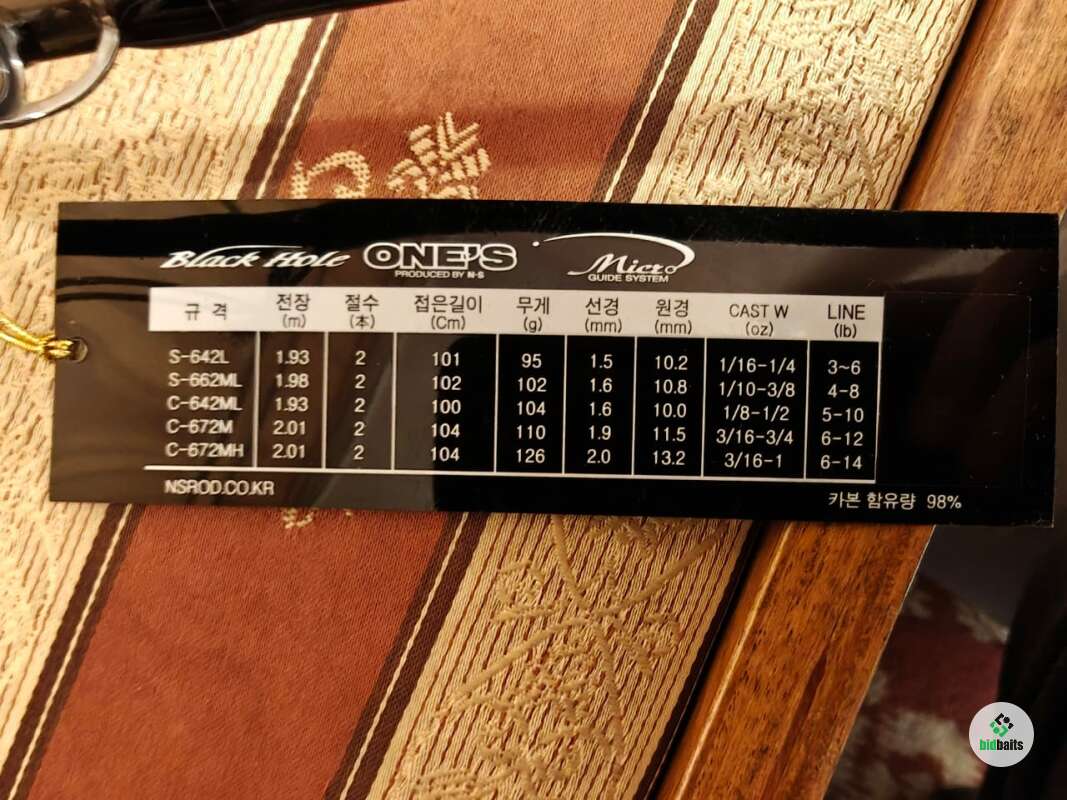 Black Hole ONE'S Micro
PRODUCED BY N·S GUIDE SYSTEM
규 격 전장 (m) 절수 (本) 접은길이 (Cm) 무게 (g) 선경 (mm) 원경 (mm) CAST W (oz) LINE (lb)
S-642L 1.93 2 101 95 1.5 10.2 1/16-1/4 3~6
S-662ML 1.98 2 102 102 1.6 10.8 1/10-3/8 4-8
C-642ML 1.93 2 100 104 1.6 10.0 1/8-1/2 5-10
C-672M 2.01 2 104 110 1.9 11.5 3/16-3/4 6-12
C-672MH 2.01 2 104 126 2.0 13.2 3/16-1 6-14
NSROD.CO.KR 카본 함유량 98%
bidbaits